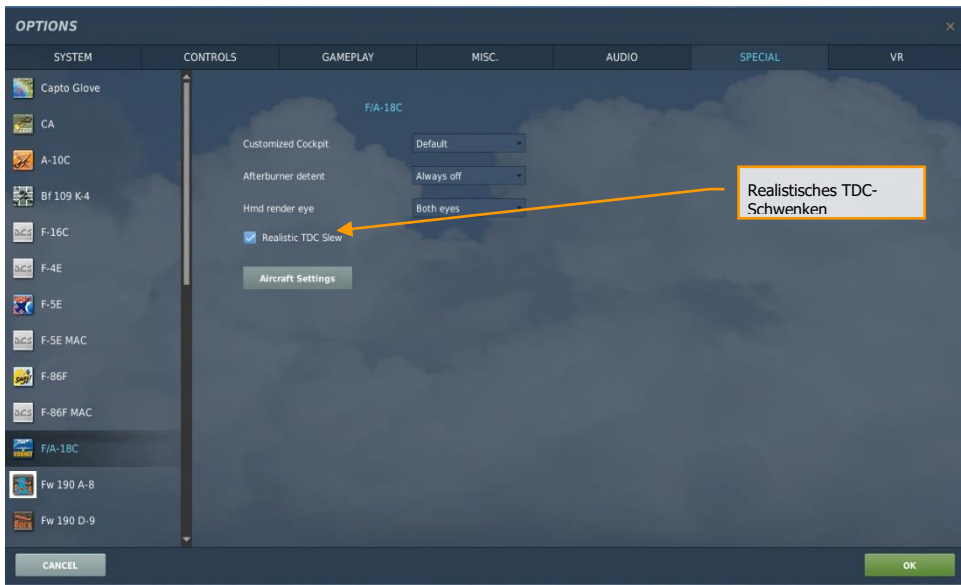 OPTIONS
SYSTEM CONTROLS GAMEPLAY MISC. AUDIO SPECIAL VR
Capto Glove
CA
A-10C
Bf 109 K-4
F-16C
F-4E
F-5E
F-5E MAC
F-86F
F-86F MAC
F/A-18C
Fw 190 A-8
Fw 190 D-9
F/A-18C
Customized Cockpit Default
Afterburner detent Always off
Hmd render eye Both eyes
Realistic TDC Slew
Aircraft Settings
Realistisches TDC-
Schwenken
CANCEL
OK